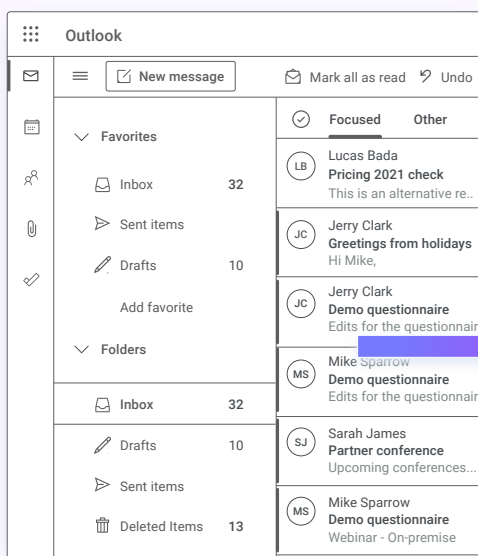 Outlook
New message
Mark all as read
Undo
Favorites
Inbox 32
Sent items
Drafts 10
Add favorite
Folders
Inbox 32
Drafts 10
Sent items
Deleted Items 13
Focused Other
LB
Lucas Bada
Pricing 2021 check
This is an alternative re..
JC
Jerry Clark
Greetings from holidays
Hi Mike,
JC
Jerry Clark
Demo questionnaire
Edits for the questionnair
MS
Mike Sparrow
Demo questionnaire
Edits for the questionnair
SJ
Sarah James
Partner conference
Upcoming conferences...
MS
Mike Sparrow
Demo questionnaire
Webinar - On-premise